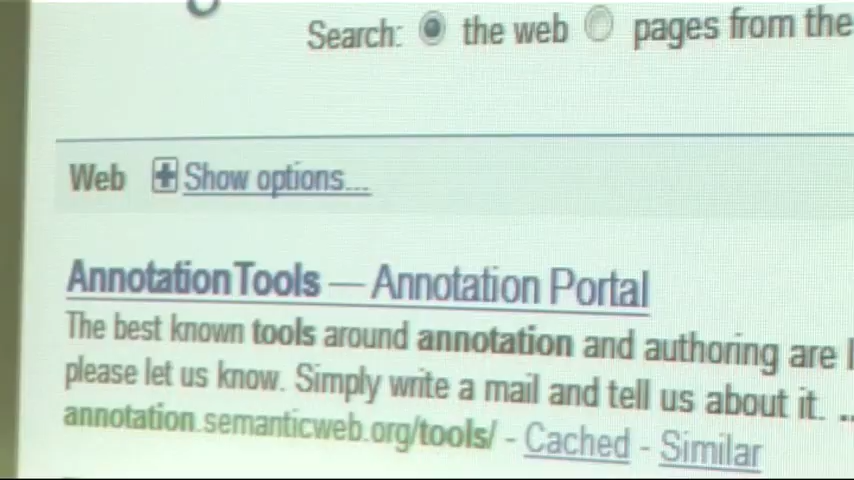 Search: the web pages from the
Web Show options...
Annotation Tools — Annotation Portal
The best known tools around annotation and authoring are
please let us know. Simply write a mail and tell us about it. ..
annotation.semanticweb.org/tools/ - Cached - Similar